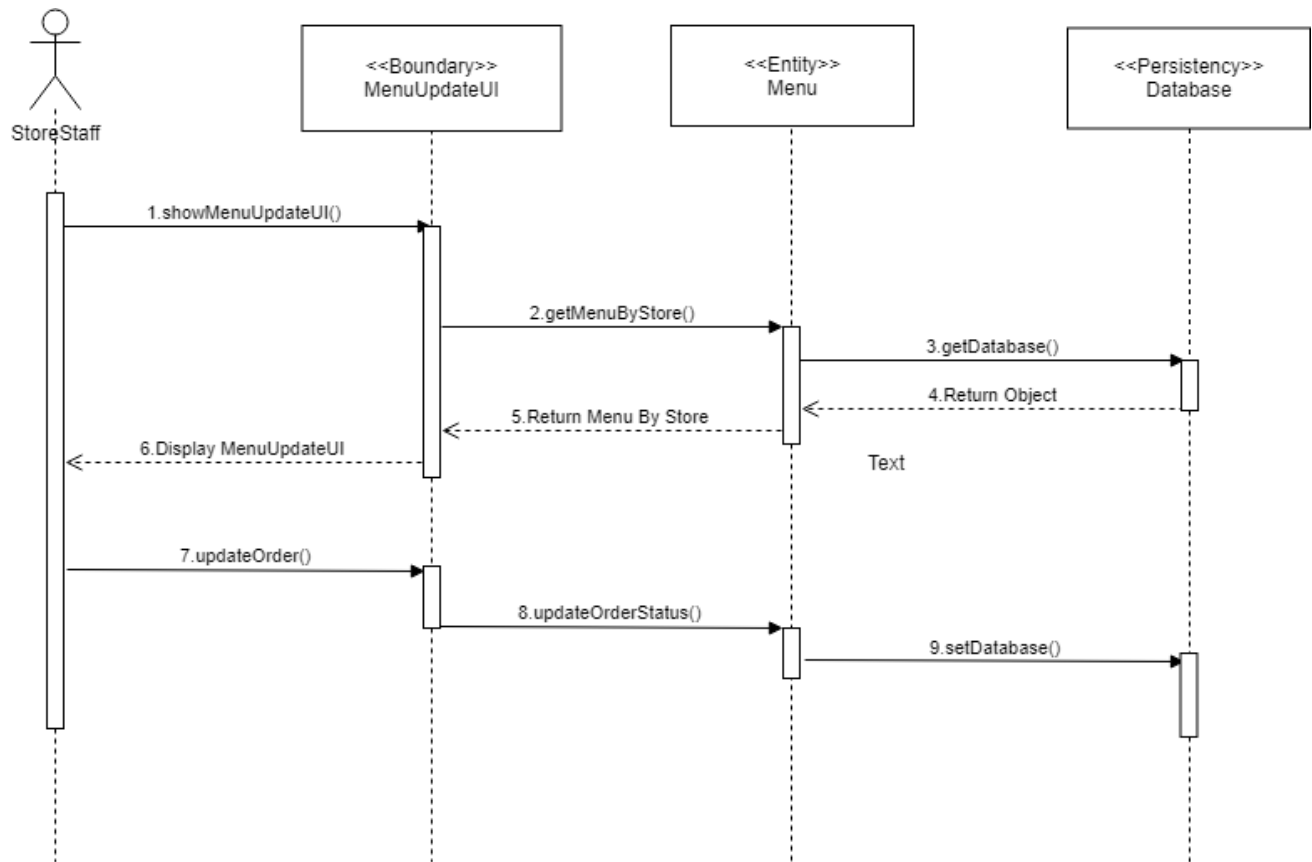 <<Boundary>>
MenuUpdateUI
<<Entity>>
Menu
<<Persistency>>
Database
StoreStaff
1.showMenuUpdateUI()
2.getMenuByStore()
3.getDatabase()
4.Return Object
5.Return Menu By Store
6.Display MenuUpdateUI
Text
7.updateOrder()
8.updateOrderStatus()
9.setDatabase()